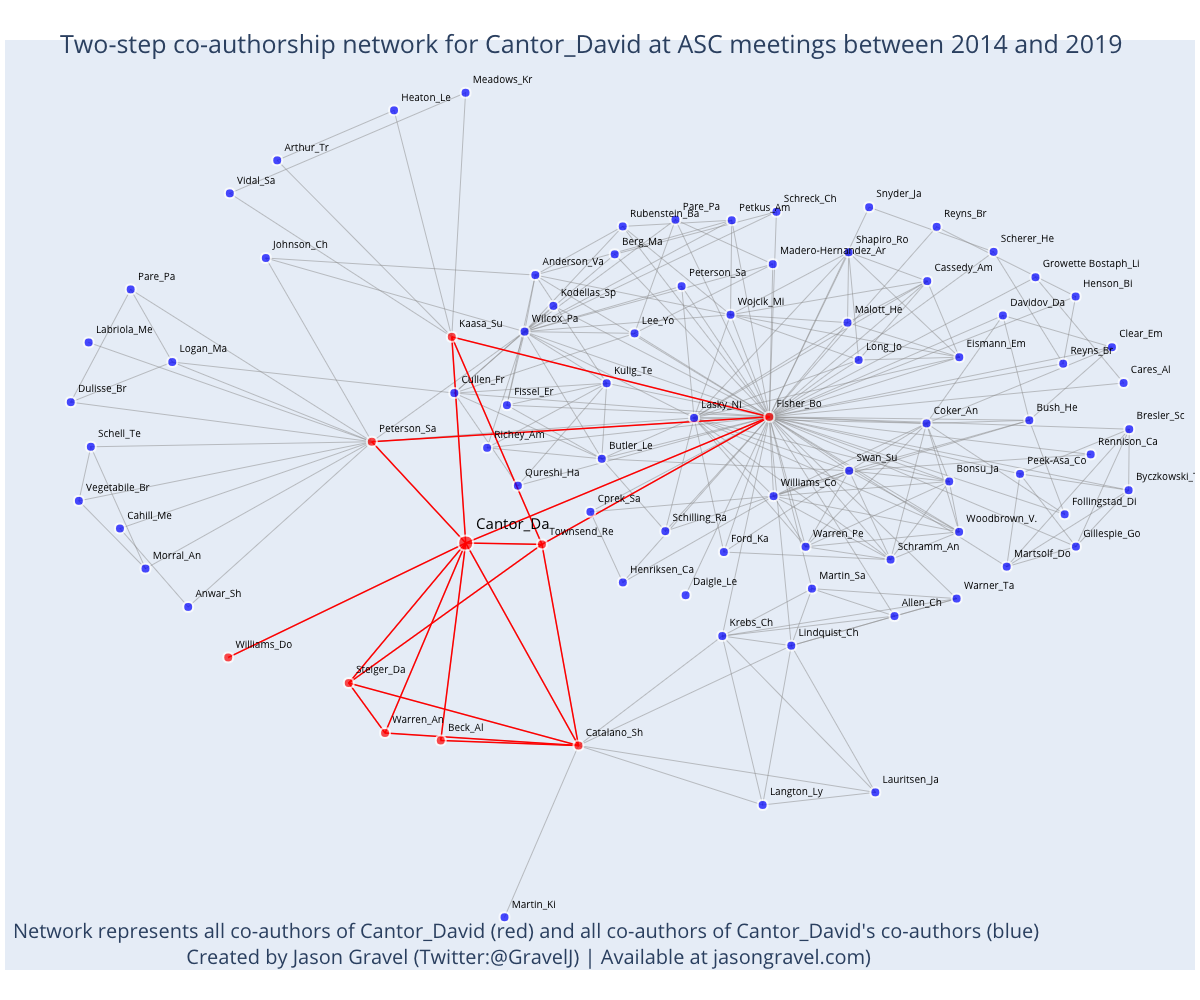 Two-step co-authorship network for Cantor_David at ASC meetings between 2014 and 2019
Meadows_Kr
Heaton_Le
Arthur_Tr
Vidal_Sa
Snyder_Ja
Schreck_Ch
Pare_Pa
Petkus_Am
Rubenstein_Ba
Reyns_Br
Berg_Ma
Shapiro_Ro
Scherer_He
Johnson_Ch
Madero-Hernandez_Ar
Anderson_Va
Growette Bostaph_Li
Cassedy_Am
Peterson_Sa
Pare_Pa
Henson_Bi
Kodellas_Sp
Wojcik_Mi
Davidov_Da
Malott_He
Wilcox_Pa
Kaasa_Su
Lee_Yo
Labriola_Me
Clear_Em
Eismann_Em
Long_Jo
Logan_Ma
Reyns_Br
Cares_Al
Kulig_Te
Cullen_Fr
Dulisse_Br
Fissel_Er
Lasky_Ni
Fisher_Bo
Coker_An
Bush_He
Bresler_Sc
Peterson_Sa
Schell_Te
Richey_Am
Rennison_Ca
Butler_Le
Swan_Su
Peek-Asa_Co
Bonsu_Ja
Qureshi_Ha
Byczkowski_T
Williams_Co
Vegetabile_Br
Cprek_Sa
Follingstad_Di
Cahill_Me
Schilling_Ra
Woodbrown_V.
Cantor_Da
Townsend_Re
Gillespie_Go
Warren_Pe
Ford_Ka
Schramm_An
Morral_An
Martsolf_Do
Henriksen_Ca
Martin_Sa
Daigle_Le
Warner_Ta
Anwar_Sh
Allen_Ch
Krebs_Ch
Lindquist_Ch
Williams_Do
Steiger_Da
Warren_An
Beck_Al
Catalano_Sh
Lauritsen_Ja
Langton_Ly
Martin_Ki
Network represents all co-authors of Cantor_David (red) and all co-authors of Cantor_David's co-authors (blue)
Created by Jason Gravel (Twitter:@GravelJ) | Available at jasongravel.com)